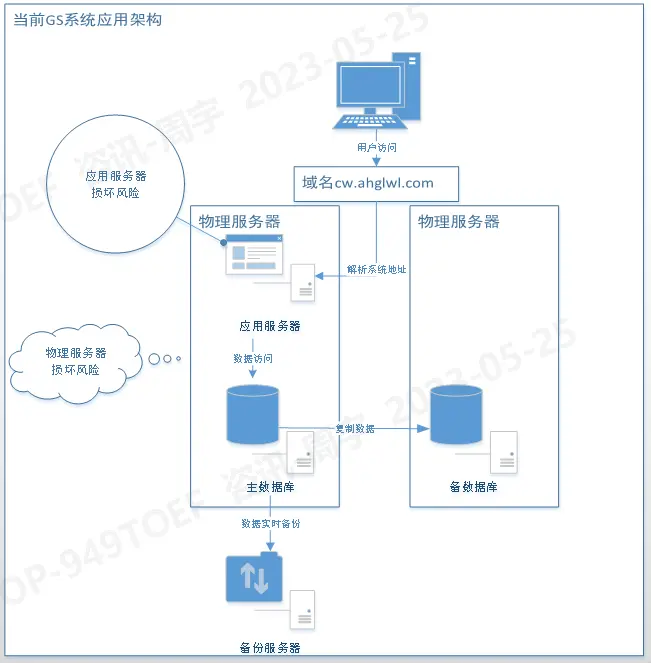 当前GS系统应用架构
资讯-周宇 2023-05-25
用户访问
应用服务器
损坏风险
域名cw.ahglwl.com
物理服务器
物理服务器
解析系统地址
应用服务器
物理服务器
损坏风险
数据访问
复制数据
主数据库
备数据库
数据实时备份
OP-949TOEF 资讯-周宇 2023-05-25
TOEF
备份服务器